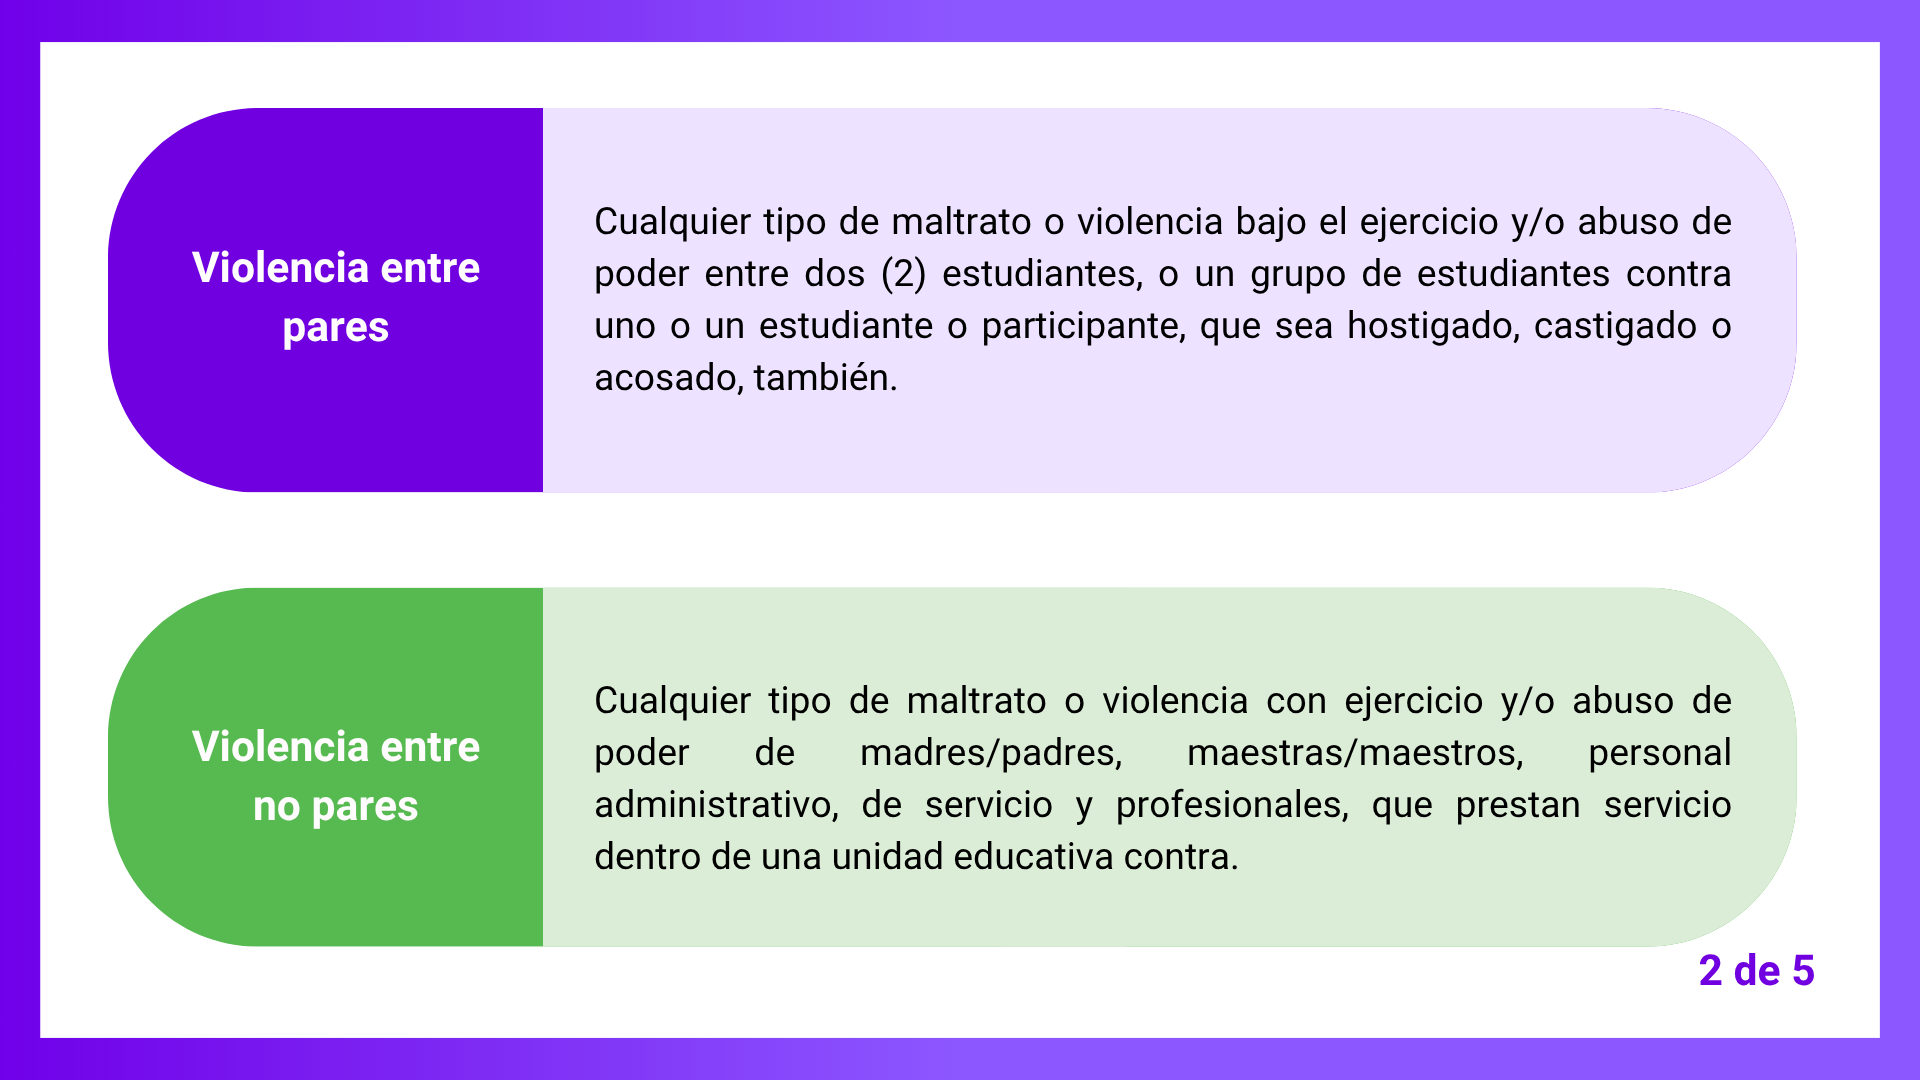 Violencia entre
pares
Cualquier tipo de maltrato o violencia bajo el ejercicio y/o abuso de
poder entre dos (2) estudiantes, o un grupo de estudiantes contra
uno o un estudiante o participante, que sea hostigado, castigado o
acosado, también.
Violencia entre
no pares
Cualquier tipo de maltrato o violencia con ejercicio y/o abuso de
poder de madres/padres, maestras/maestros, personal
administrativo, de servicio y profesionales, que prestan servicio
dentro de una unidad educativa contra.
2 de 5